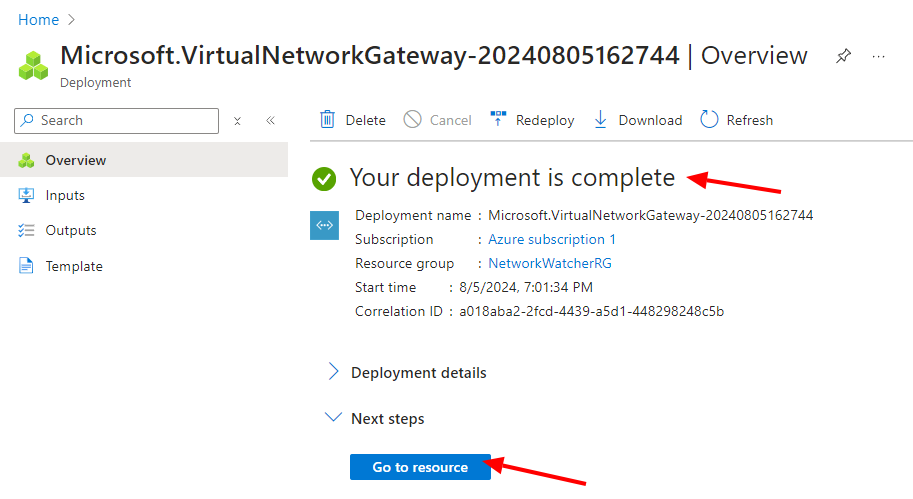 Home
Microsoft.VirtualNetworkGateway-20240805162744 | Overview
Deployment
Search
Delete Cancel Redeploy Download Refresh
Overview
Inputs
Outputs
Template
Your deployment is complete
Deployment name : Microsoft.VirtualNetworkGateway-20240805162744
Subscription : Azure subscription 1
Resource group : NetworkWatcherRG
Start time : 8/5/2024, 7:01:34 PM
Correlation ID : a018aba2-2fcd-4439-a5d1-448298248c5b
Deployment details
Next steps
Go to resource